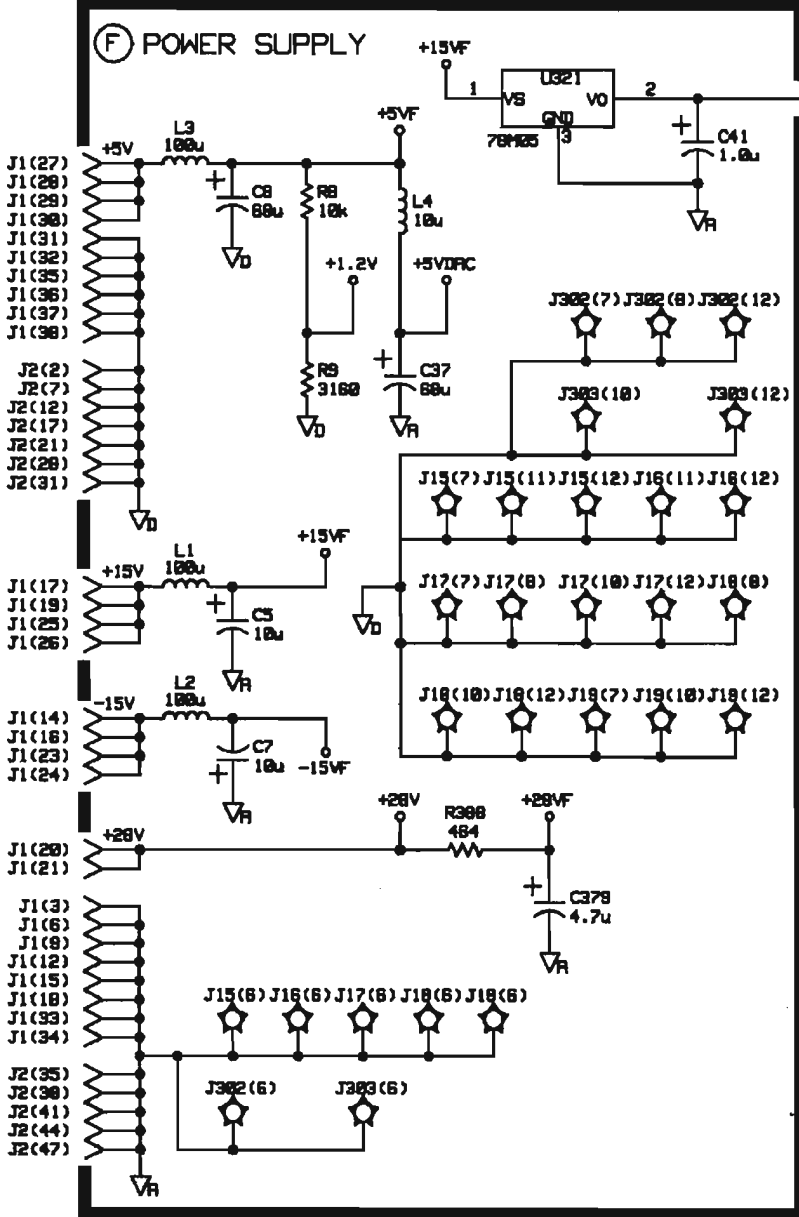 F POWER SUPPLY
+15VF
U321
1
VS
VO
2
GND
3
78M05
C41
1.0u
A
+5VF
L3
100u
+5V
J1(27)
J1(28)
J1(29)
J1(30)
J1(31)
J1(32)
J1(35)
J1(36)
J1(37)
J1(38)
C8
68u
D
R8
10k
L4
10u
+1.2V
+5VDAC
R9
3160
D
C37
68u
A
J2(2)
J2(7)
J2(12)
J2(17)
J2(21)
J2(28)
J2(31)
D
J302(7) J302(8) J302(12)
J303(10) J303(12)
J15(7) J15(11) J15(12) J16(11) J16(12)
J17(7) J17(8) J17(10) J17(12) J18(8)
D
J18(10) J18(12) J19(7) J19(10) J19(12)
+15VF
L1
100u
+15V
J1(17)
J1(19)
J1(25)
J1(26)
C5
10u
A
L2
100u
-15V
J1(14)
J1(16)
J1(23)
J1(24)
C7
10u
-15VF
A
+28V
J1(20)
J1(21)
+28V
R388
464
+28VF
C379
4.7u
A
J1(3)
J1(6)
J1(9)
J1(12)
J1(15)
J1(18)
J1(33)
J1(34)
J2(35)
J2(38)
J2(41)
J2(44)
J2(47)
A
J15(6) J16(6) J17(6) J18(6) J19(6)
J302(6) J303(6)